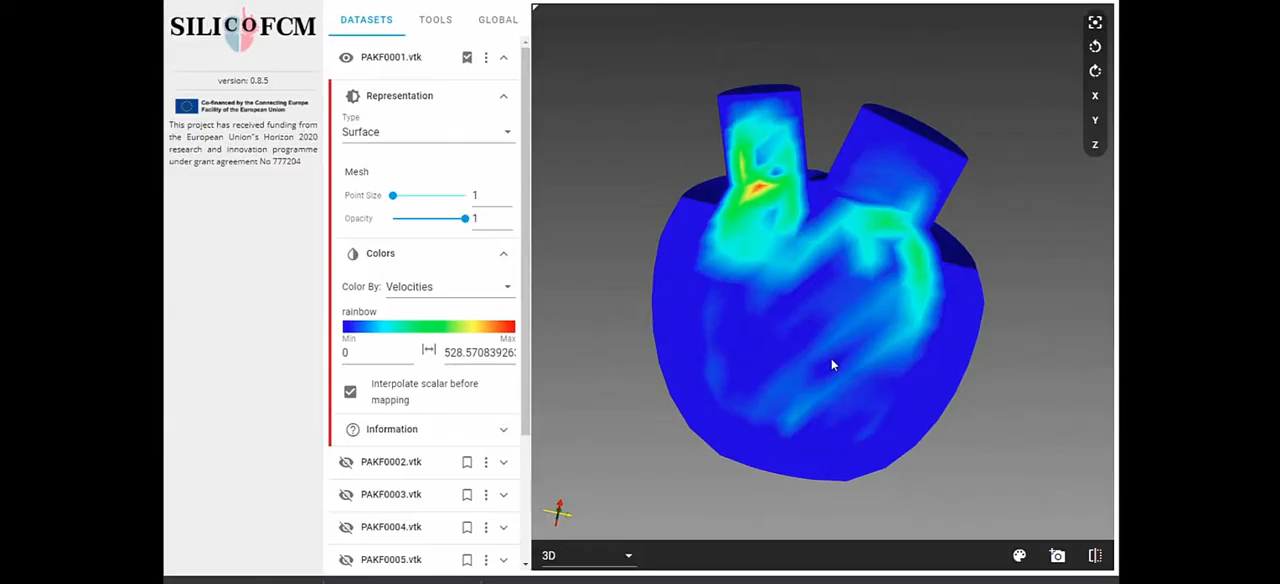 SILICOFCM
version: 0.8.5
Co-financed by the Connecting Europe
Facility of the European Union
This project has received funding from
the European Union"s Horizon 2020
research and innovation programme
under grant agreement No 777204
DATASETS TOOLS GLOBAL
PAKF0001.vtk
Representation
Type
Surface
Mesh
Point Size 1
Opacity 1
Colors
Color By: Velocities
rainbow
Min Max
0 528.570839263
Interpolate scalar before
mapping
Information
PAKF0002.vtk
PAKF0003.vtk
PAKF0004.vtk
PAKF0005.vtk
X
Y
Z
3D